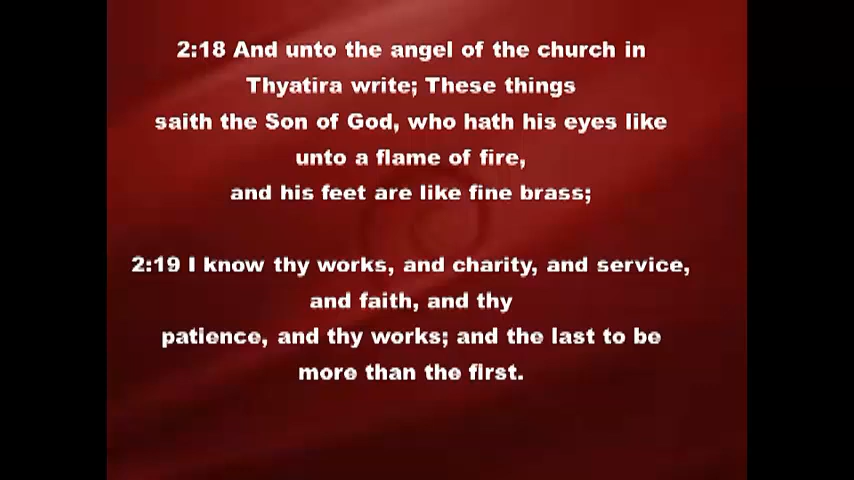 2:18 And unto the angel of the church in
Thyatira write; These things
saith the Son of God, who hath his eyes like
unto a flame of fire,
and his feet are like fine brass;
2:19 I know thy works, and charity, and service,
and faith, and thy
patience, and thy works; and the last to be
more than the first.